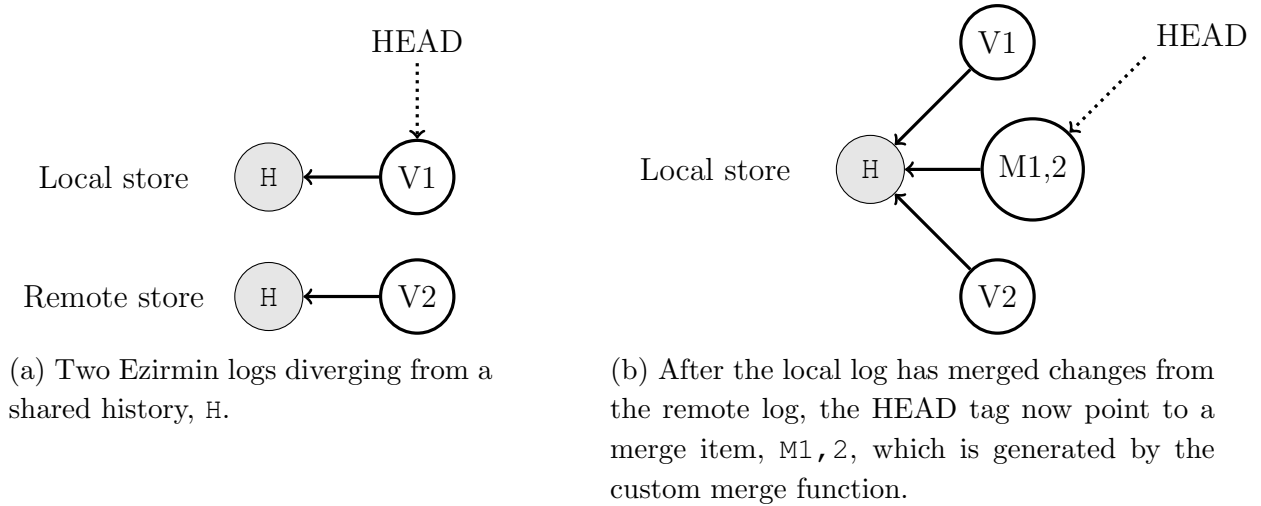 HEAD
Local store H V1
Remote store H V2
(a) Two Ezirmin logs diverging from a
shared history, H.
V1
HEAD
Local store H M1,2
V2
(b) After the local log has merged changes from
the remote log, the HEAD tag now point to a
merge item, M1,2, which is generated by the
custom merge function.